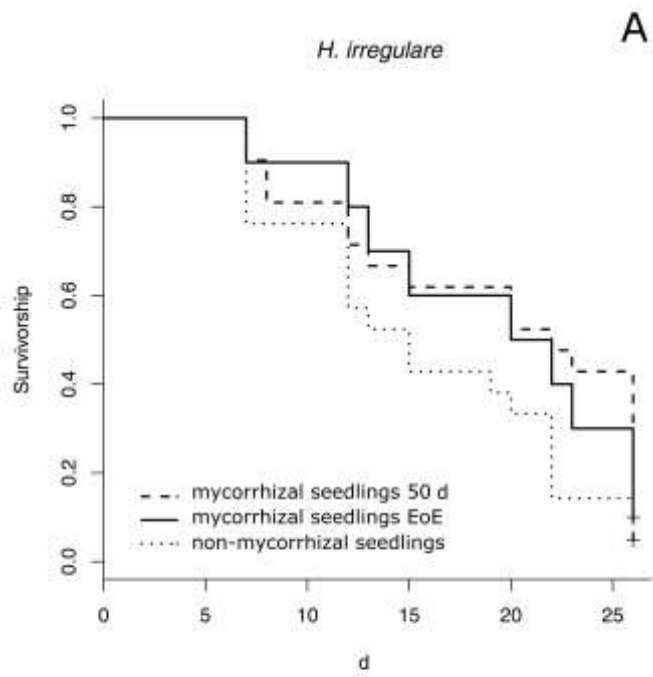 A
H. irregulare
Survivorship
1.0
0.8
0.6
0.4
0.2
0.0
mycorrhizal seedlings 50 d
mycorrhizal seedlings EoE
non-mycorrhizal seedlings
0 5 10 15 20 25
d